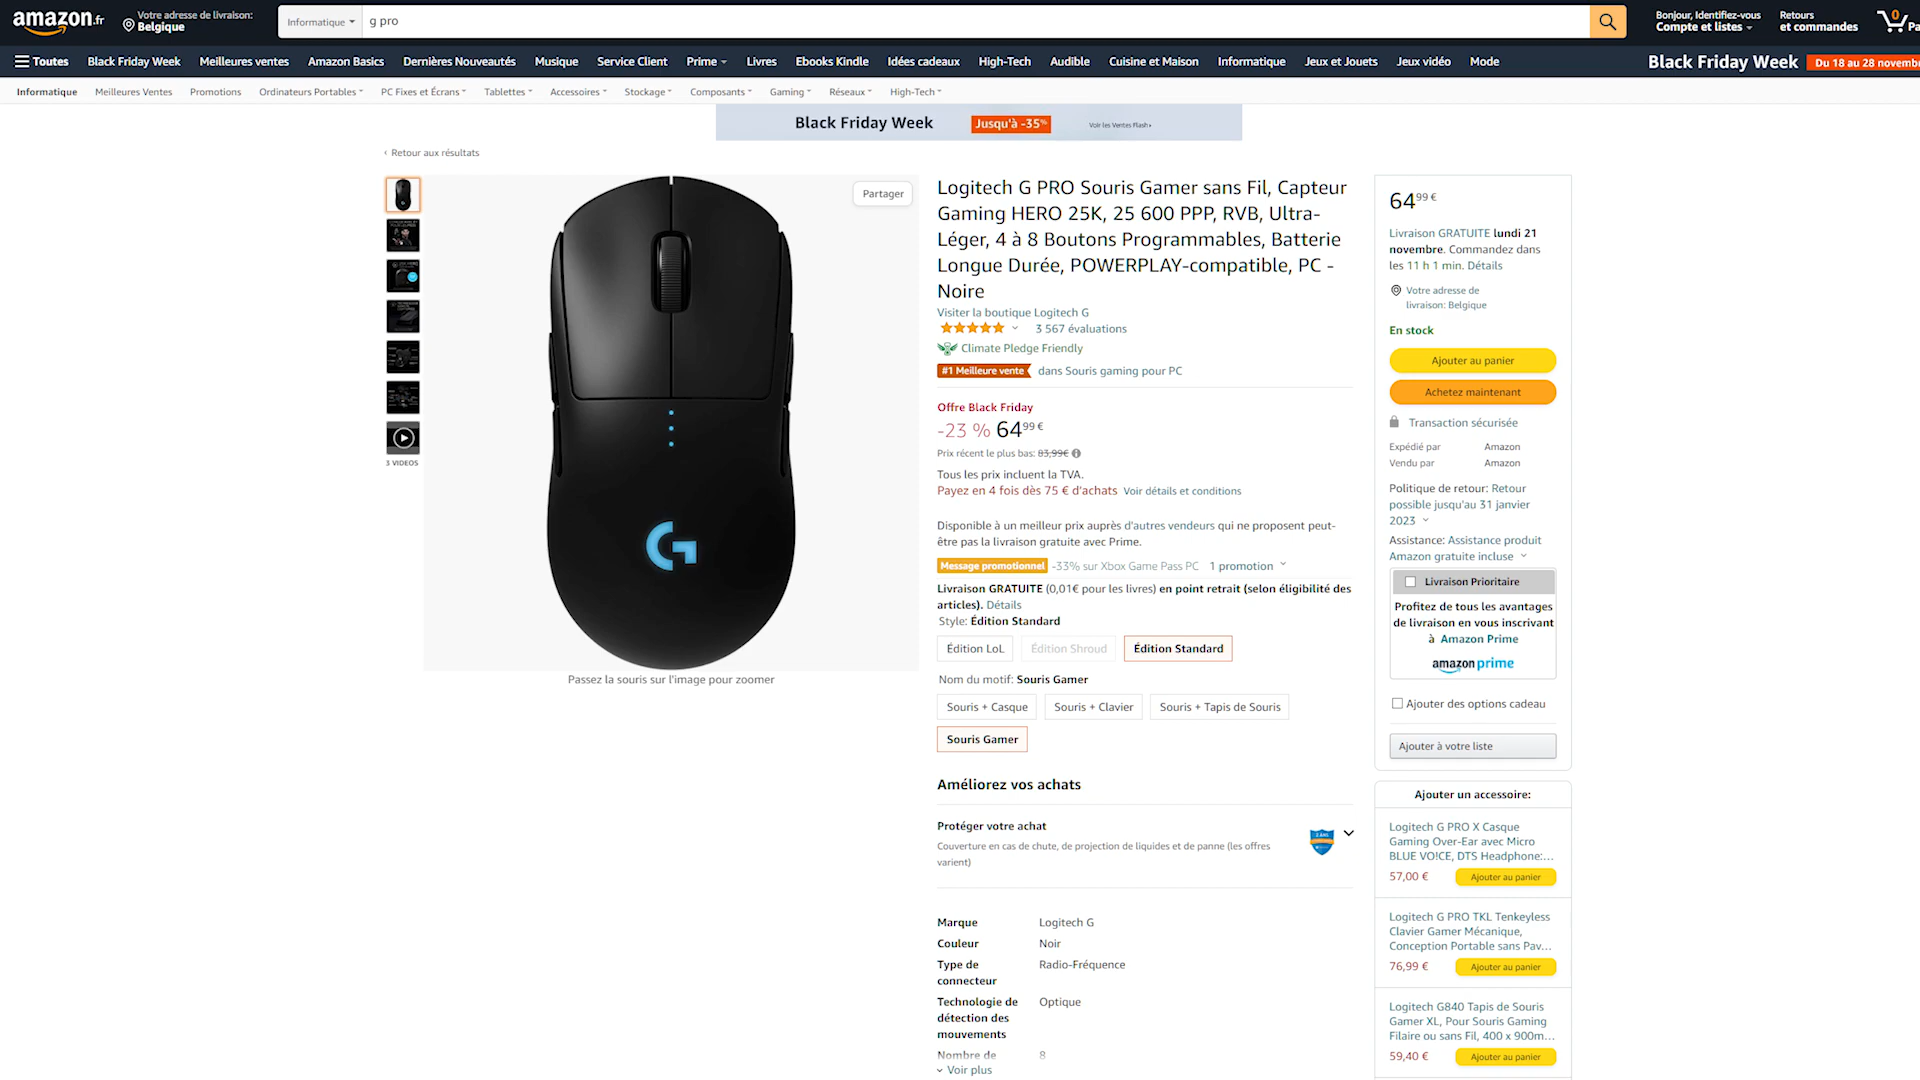 amazon.fr
Votre adresse de livraison:
Belgique
Informatique
g pro
Bonjour, Identifiez-vous
Compte et listes
Retours
et commandes
0
Pa
Toutes
Black Friday Week
Meilleures ventes
Amazon Basics
Dernières Nouveautés
Musique
Service Client
Prime
Livres
Ebooks Kindle
Idées cadeaux
High-Tech
Audible
Cuisine et Maison
Informatique
Jeux et Jouets
Jeux vidéo
Mode
Black Friday Week
Du 18 au 28 novembr
Informatique
Meilleures Ventes
Promotions
Ordinateurs Portables
PC Fixes et Écrans
Tablettes
Accessoires
Stockage
Composants
Gaming
Réseaux
High-Tech
Black Friday Week
Jusqu'à -35%
Voir les Ventes Flash
‹ Retour aux résultats
Partager
3 VIDEOS
Passez la souris sur l'image pour zoomer
Logitech G PRO Souris Gamer sans Fil, Capteur
Gaming HERO 25K, 25 600 PPP, RVB, Ultra-
Léger, 4 à 8 Boutons Programmables, Batterie
Longue Durée, POWERPLAY-compatible, PC -
Noire
Visiter la boutique Logitech G
3 567 évaluations
Climate Pledge Friendly
#1 Meilleure vente dans Souris gaming pour PC
Offre Black Friday
-23 % 64,99 €
Prix récent le plus bas: 83,99€
Tous les prix incluent la TVA.
Payez en 4 fois dès 75 € d'achats Voir détails et conditions
Disponible à un meilleur prix auprès d'autres vendeurs qui ne proposent peut-
être pas la livraison gratuite avec Prime.
Message promotionnel -33% sur Xbox Game Pass PC 1 promotion
Livraison GRATUITE (0,01€ pour les livres) en point retrait (selon éligibilité des
articles). Détails
Style: Édition Standard
Édition LoL
Édition Shroud
Édition Standard
Nom du motif: Souris Gamer
Souris + Casque
Souris + Clavier
Souris + Tapis de Souris
Souris Gamer
Améliorez vos achats
Protéger votre achat
Couverture en cas de chute, de projection de liquides et de panne (les offres
varient)
Marque Logitech G
Couleur Noir
Type de
connecteur Radio-Fréquence
Technologie de
détection des
mouvements Optique
Nombre de 8
Voir plus
64,99 €
Livraison GRATUITE lundi 21
novembre. Commandez dans
les 11 h 1 min. Détails
Votre adresse de
livraison: Belgique
En stock
Ajouter au panier
Achetez maintenant
Transaction sécurisée
Expédié par Amazon
Vendu par Amazon
Politique de retour: Retour
possible jusqu'au 31 janvier
2023
Assistance: Assistance produit
Amazon gratuite incluse
Livraison Prioritaire
Profitez de tous les avantages
de livraison en vous inscrivant
à Amazon Prime
amazon prime
Ajouter des options cadeau
Ajouter à votre liste
Ajouter un accessoire:
Logitech G PRO X Casque
Gaming Over-Ear avec Micro
BLUE VO!CE, DTS Headphone:...
57,00 €
Ajouter au panier
Logitech G PRO TKL Tenkeyless
Clavier Gamer Mécanique,
Conception Portable sans Pav...
76,99 €
Ajouter au panier
Logitech G840 Tapis de Souris
Gamer XL, Pour Souris Gaming
Filaire ou sans Fil, 400 x 900m...
59,40 €
Ajouter au panier